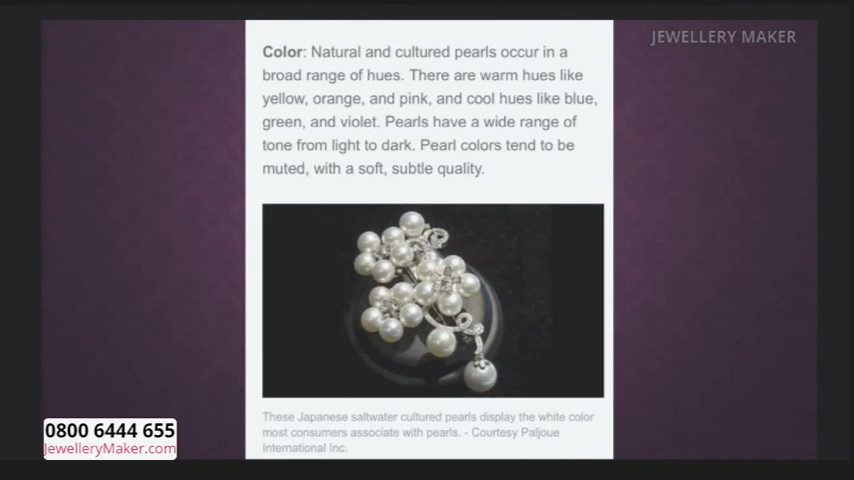 JEWELLERY MAKER
Color: Natural and cultured pearls occur in a
broad range of hues. There are warm hues like
yellow, orange, and pink, and cool hues like blue,
green, and violet. Pearls have a wide range of
tone from light to dark. Pearl colors tend to be
muted, with a soft, subtle quality.
These Japanese saltwater cultured pearls display the white color
most consumers associate with pearls. - Courtesy Paljoue
International Inc.
0800 6444 655
JewelleryMaker.com